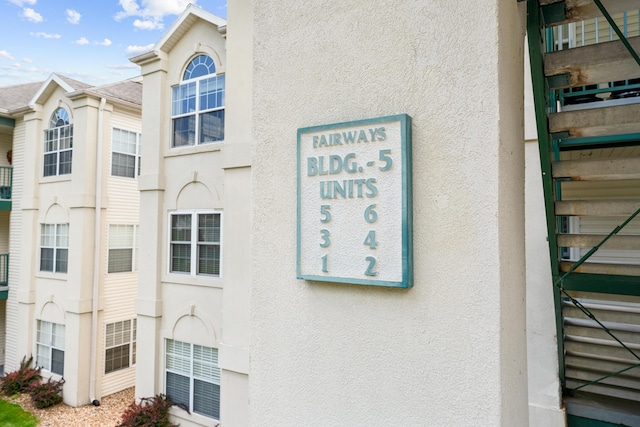 FAIRWAYS
BLDG.-5
UNITS
5 6
3 4
1 2